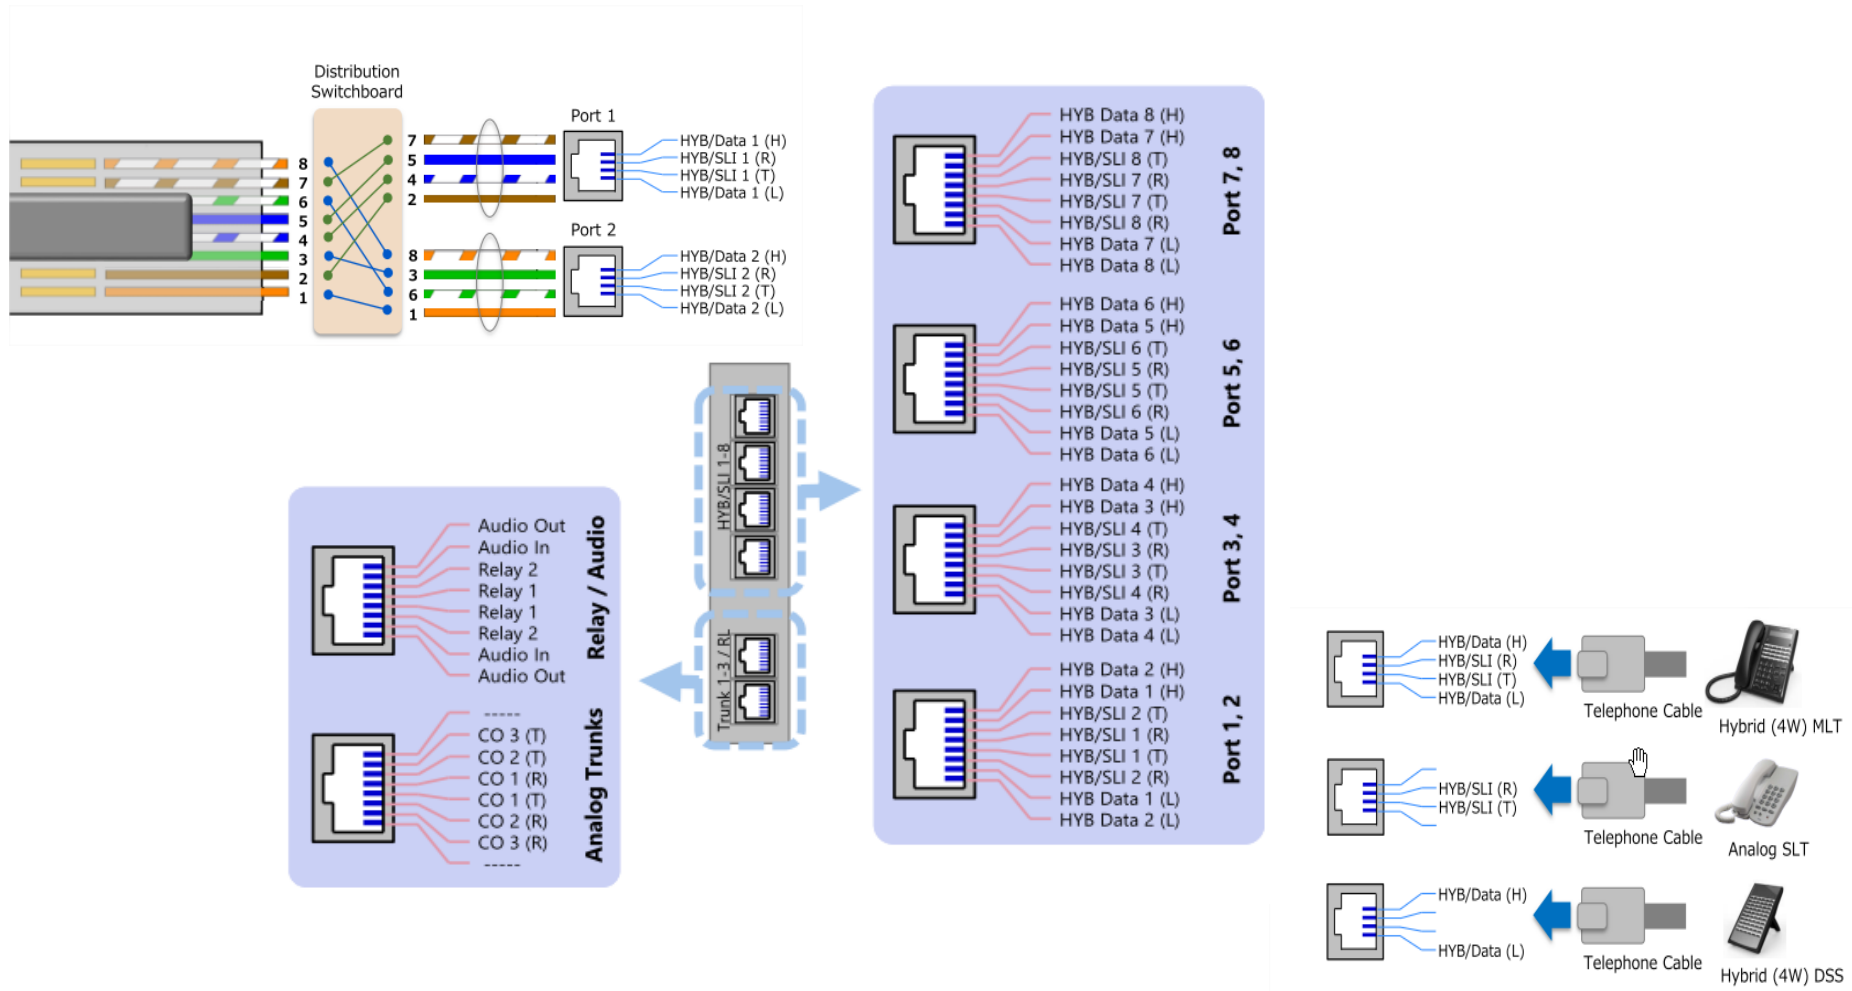 Distribution
Switchboard
8
7
6
5
4
3
2
1
7
5
4
2
8
3
6
1
Port 1
HYB/Data 1 (H)
HYB/SLI 1 (R)
HYB/SLI 1 (T)
HYB/Data 1 (L)
Port 2
HYB/Data 2 (H)
HYB/SLI 2 (R)
HYB/SLI 2 (T)
HYB/Data 2 (L)
HYB Data 8 (H)
HYB Data 7 (H)
HYB/SLI 8 (T)
HYB/SLI 7 (R)
HYB/SLI 7 (T)
HYB/SLI 8 (R)
HYB Data 7 (L)
HYB Data 8 (L)
Port 7, 8
HYB Data 6 (H)
HYB Data 5 (H)
HYB/SLI 6 (T)
HYB/SLI 5 (R)
HYB/SLI 5 (T)
HYB/SLI 6 (R)
HYB Data 5 (L)
HYB Data 6 (L)
Port 5, 6
HYB Data 4 (H)
HYB Data 3 (H)
HYB/SLI 4 (T)
HYB/SLI 3 (R)
HYB/SLI 3 (T)
HYB/SLI 4 (R)
HYB Data 3 (L)
HYB Data 4 (L)
Port 3, 4
HYB Data 2 (H)
HYB Data 1 (H)
HYB/SLI 2 (T)
HYB/SLI 1 (R)
HYB/SLI 1 (T)
HYB/SLI 2 (R)
HYB Data 1 (L)
HYB Data 2 (L)
Port 1, 2
HYB/SLI 1-8
Trunk 1-3 / RL
Audio Out
Audio In
Relay 2
Relay 1
Relay 1
Relay 2
Audio In
Audio Out
Relay / Audio
-----
CO 3 (T)
CO 2 (T)
CO 1 (R)
CO 1 (T)
CO 2 (R)
CO 3 (R)
-----
Analog Trunks
HYB/Data (H)
HYB/SLI (R)
HYB/SLI (T)
HYB/Data (L)
Telephone Cable
Hybrid (4W) MLT
HYB/SLI (R)
HYB/SLI (T)
Telephone Cable
Analog SLT
HYB/Data (H)
HYB/Data (L)
Telephone Cable
Hybrid (4W) DSS